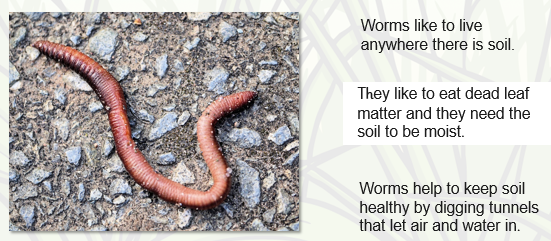 Worms like to live
anywhere there is soil.
They like to eat dead leaf
matter and they need the
soil to be moist.
Worms help to keep soil
healthy by digging tunnels
that let air and water in.